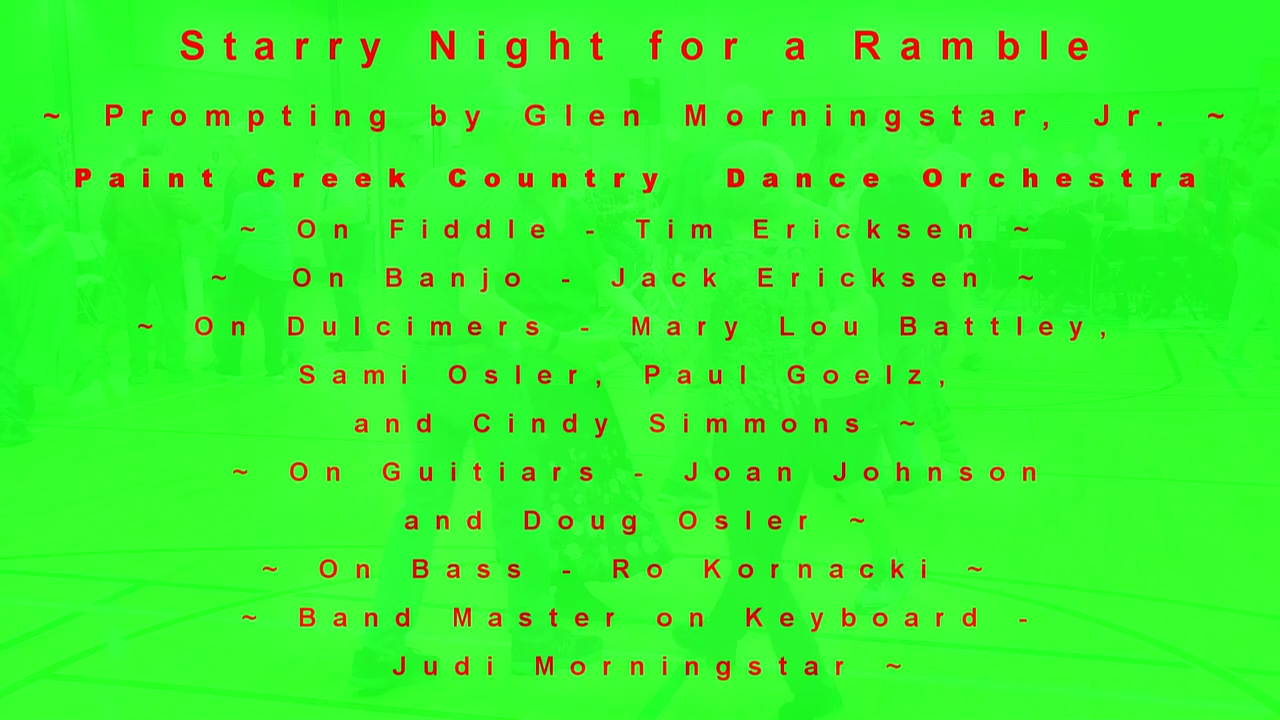 Starry Night for a Ramble
~ Prompting by Glen Morningstar, Jr. ~
Paint Creek Country Dance Orchestra
~ On Fiddle - Tim Ericksen ~
~ On Banjo - Jack Ericksen ~
~ On Dulcimers - Mary Lou Battley,
Sami Osler, Paul Goelz,
and Cindy Simmons ~
~ On Guitiars - Joan Johnson
and Doug Osler ~
~ On Bass - Ro Kornacki ~
~ Band Master on Keyboard -
Judi Morningstar ~